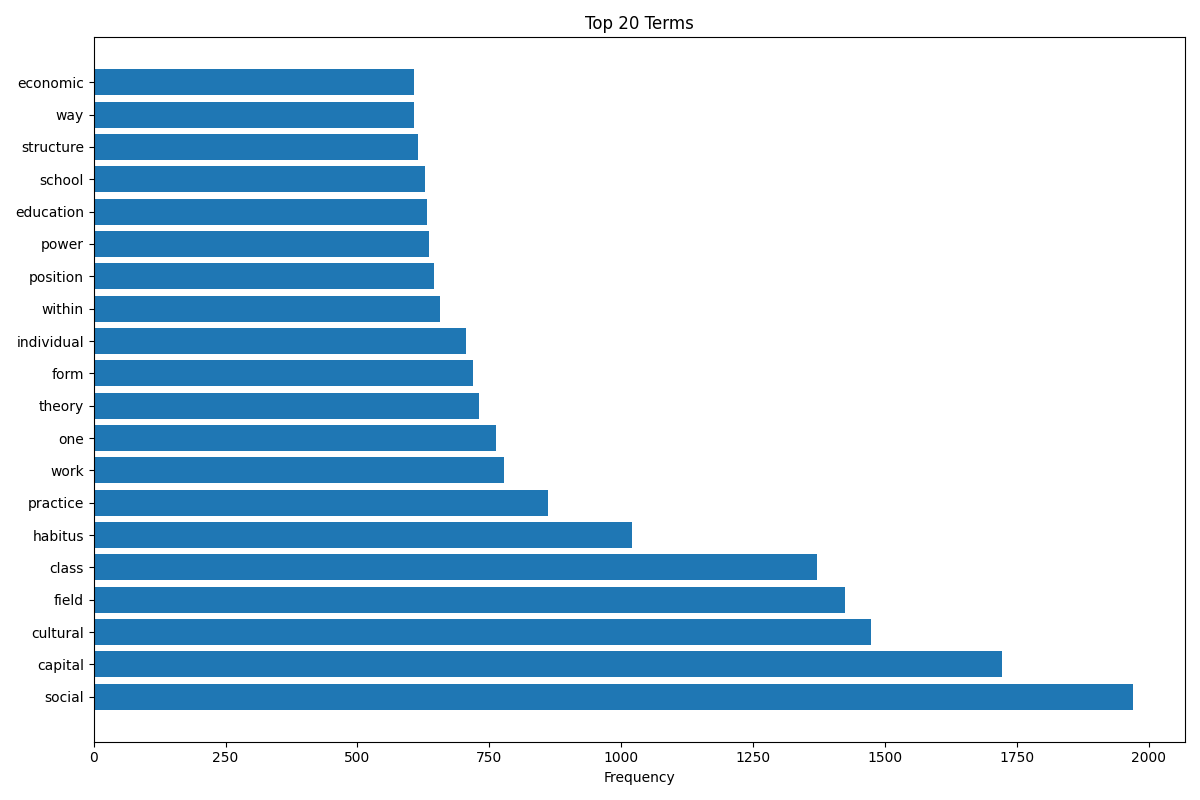 Top 20 Terms
economic
way
structure
school
education
power
position
within
individual
form
theory
one
work
practice
habitus
class
field
cultural
capital
social
0 250 500 750 1000 1250 1500 1750 2000
Frequency